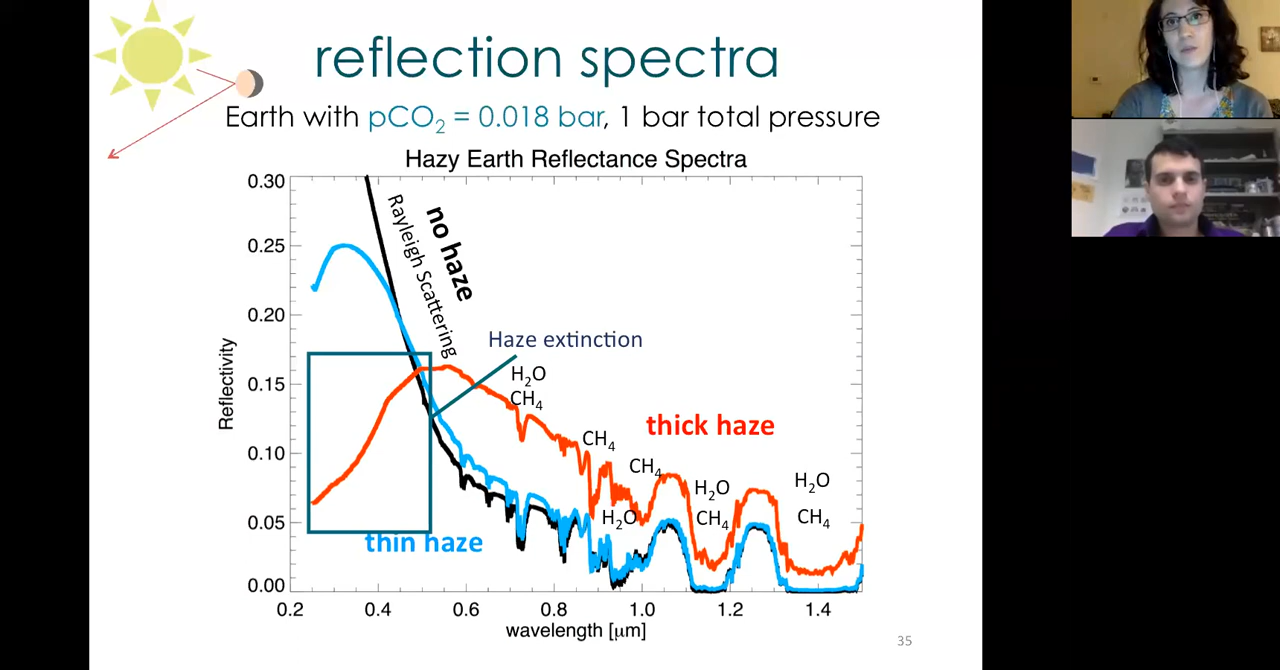 reflection spectra
Earth with pCO₂ = 0.018 bar, 1 bar total pressure
Hazy Earth Reflectance Spectra
0.30
0.25
0.20
0.15
0.10
0.05
0.00
Reflectivity
no haze
Rayleigh Scattering
Haze extinction
H₂O
CH₄
thick haze
CH₄
CH₄
H₂O
H₂O
CH₄
H₂O
CH₄
thin haze
0.2 0.4 0.6 0.8 1.0 1.2 1.4
wavelength [μm]
35